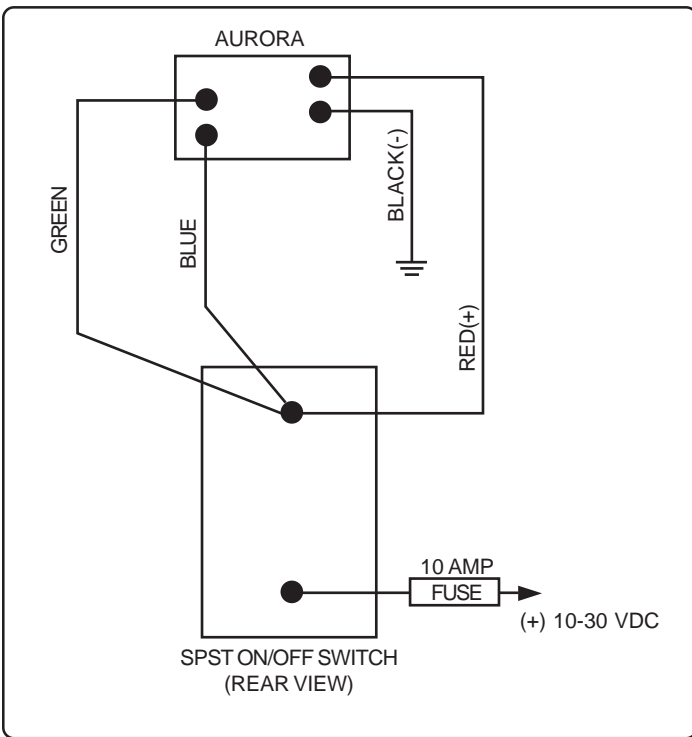 AURORA
GREEN
BLUE
BLACK(-)
RED(+)
10 AMP
FUSE
(+) 10-30 VDC
SPST ON/OFF SWITCH
(REAR VIEW)